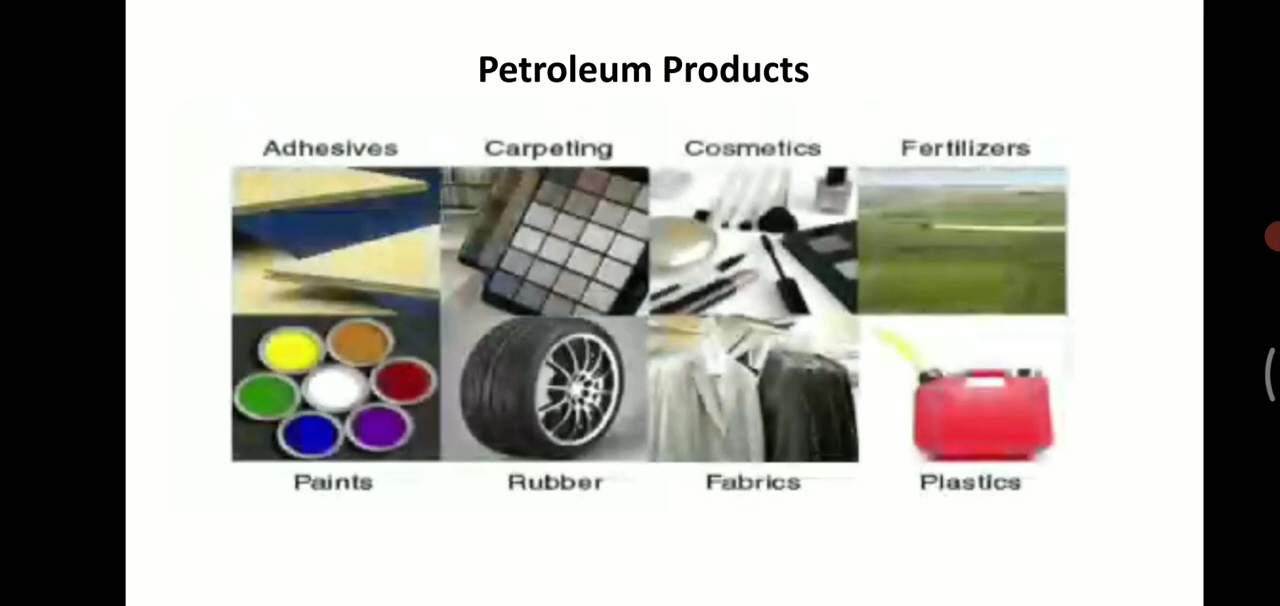 Petroleum Products
Adhesives Carpeting Cosmetics Fertilizers
Paints Rubber Fabrics Plastics